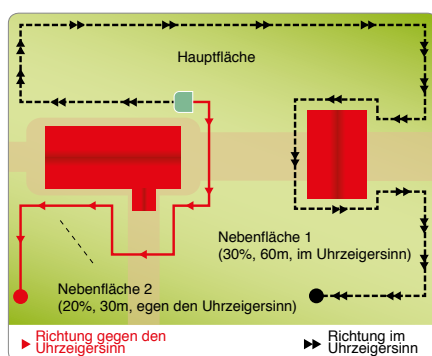 Hauptfläche
Nebenfläche 1
(30%, 60m, im Uhrzeigersinn)
Nebenfläche 2
(20%, 30m, egen den Uhrzeigersinn)
Richtung gegen den
Uhrzeigersinn
Richtung im
Uhrzeigersinn